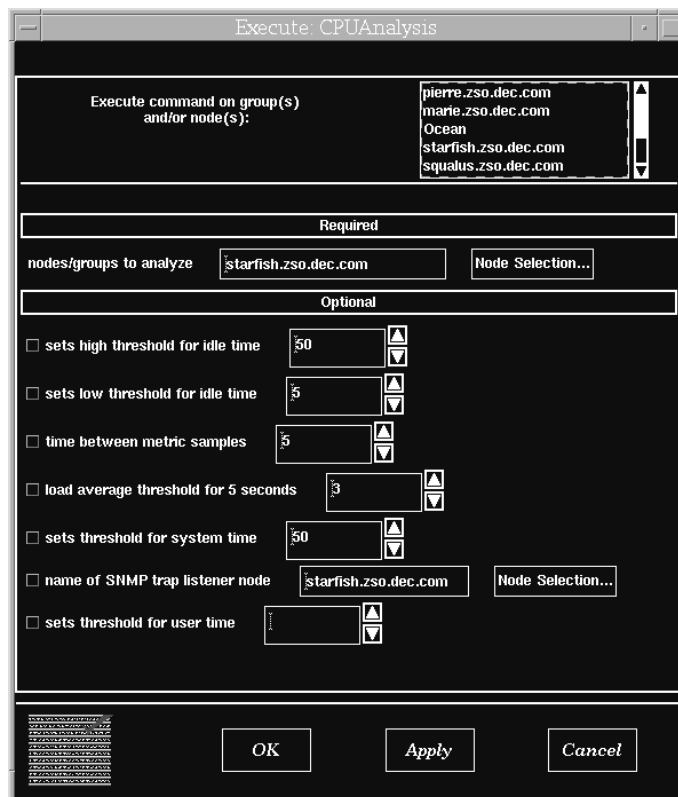 Execute: CPUAnalysis
Execute command on group(s)
and/or node(s):
pierre.zso.dec.com
marie.zso.dec.com
Ocean
starfish.zso.dec.com
squalus.zso.dec.com
Required
nodes/groups to analyze starfish.zso.dec.com Node Selection...
Optional
sets high threshold for idle time 50
sets low threshold for idle time 5
time between metric samples 5
load average threshold for 5 seconds 3
sets threshold for system time 50
name of SNMP trap listener node starfish.zso.dec.com Node Selection...
sets threshold for user time
OK Apply Cancel